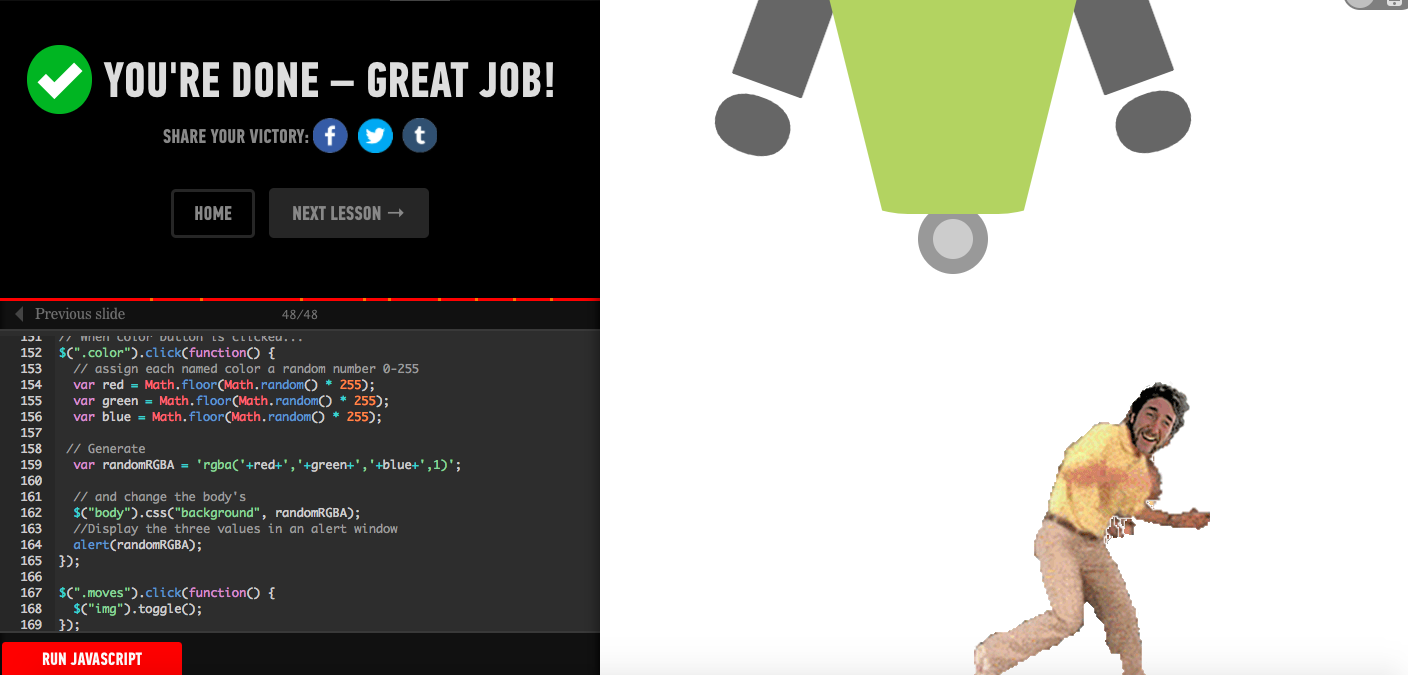 YOU'RE DONE – GREAT JOB!
SHARE YOUR VICTORY: f t
HOME NEXT LESSON →
Previous slide 48/48
151 // When color button is clicked...
152 $(".color").click(function() {
153 // assign each named color a random number 0-255
154 var red = Math.floor(Math.random() * 255);
155 var green = Math.floor(Math.random() * 255);
156 var blue = Math.floor(Math.random() * 255);
157
158 // Generate
159 var randomRGBA = 'rgba('+red+','+green+','+blue+',1)';
160
161 // and change the body's
162 $("body").css("background", randomRGBA);
163 //Display the three values in an alert window
164 alert(randomRGBA);
165 });
166
167 $(".moves").click(function() {
168 $("img").toggle();
169 });
RUN JAVASCRIPT